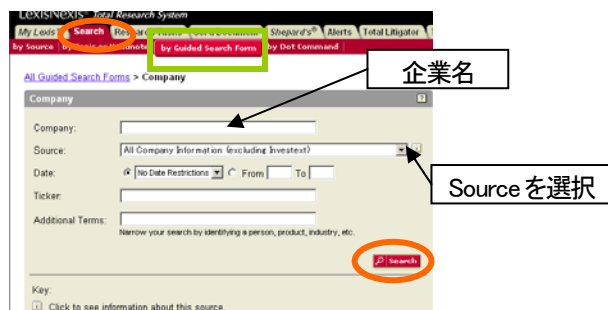 LexisNexis® Total Research System
My Lexis Search Research Shepard's® Alerts Total Litigator
by Source by by Guided Search Form by Dot Command
企業名
All Guided Search Forms > Company
Company
Company:
Source: All Company Information (excluding Investext)
Date: No Date Restrictions From To
Sourceを選択
Ticker:
Additional Terms:
Narrow your search by identifying a person, product, industry, etc.
Search
Key:
Click to see information about this source.